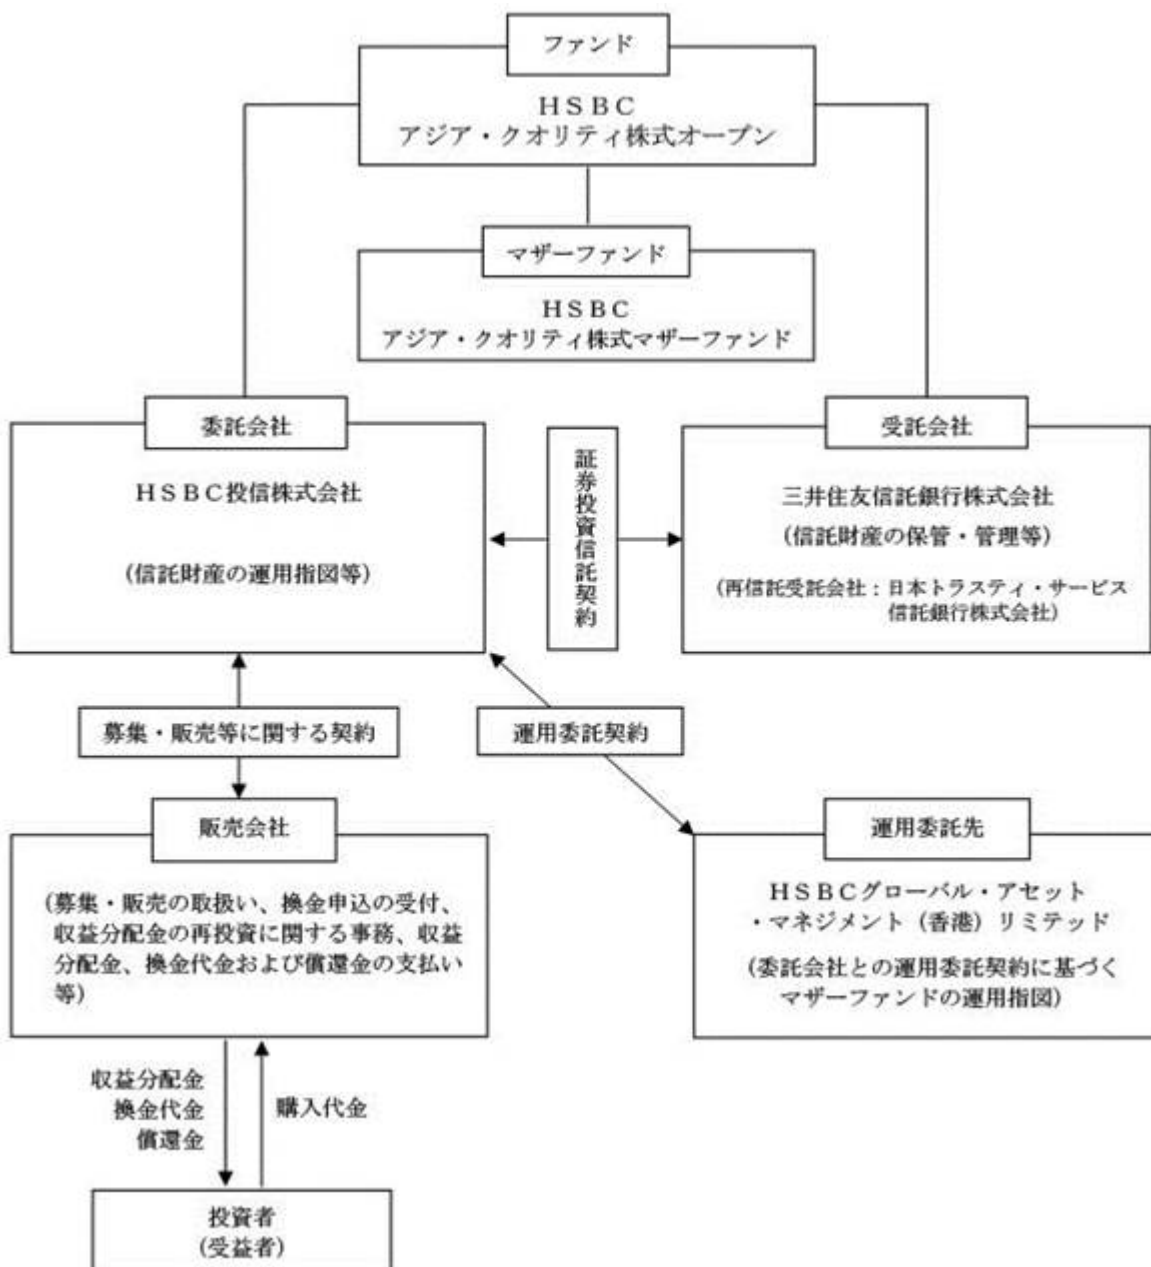 ファンド
HSBC
アジア・クオリティ株式オープン
マザーファンド
HSBC
アジア・クオリティ株式マザーファンド
委託会社
HSBC投信株式会社
(信託財産の運用指図等)
証券投資信託契約
受託会社
三井住友信託銀行株式会社
(信託財産の保管・管理等)
(再信託受託会社:日本トラスティ・サービス
信託銀行株式会社)
募集・販売等に関する契約
運用委託契約
販売会社
(募集・販売の取扱い、換金申込の受付、
収益分配金の再投資に関する事務、収益
分配金、換金代金および償還金の支払い
等)
運用委託先
HSBCグローバル・アセット
・マネジメント(香港)リミテッド
(委託会社との運用委託契約に基づく
マザーファンドの運用指図)
収益分配金
換金代金
償還金
購入代金
投資者
(受益者)